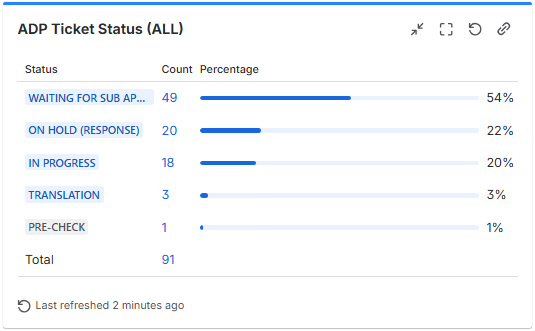 ADP Ticket Status (ALL)
Status Count Percentage
WAITING FOR SUB AP... 49 54%
ON HOLD (RESPONSE) 20 22%
IN PROGRESS 18 20%
TRANSLATION 3 3%
PRE-CHECK 1 1%
Total 91
Last refreshed 2 minutes ago